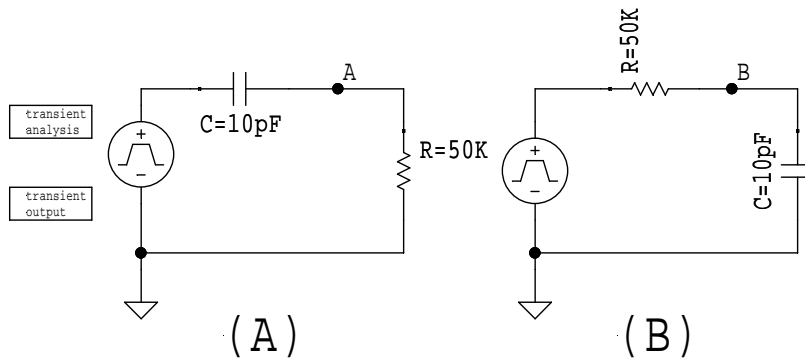 A
transient
analysis
C=10pF
R=50K
transient
output
(A)
R=50K
B
C=10pF
(B)